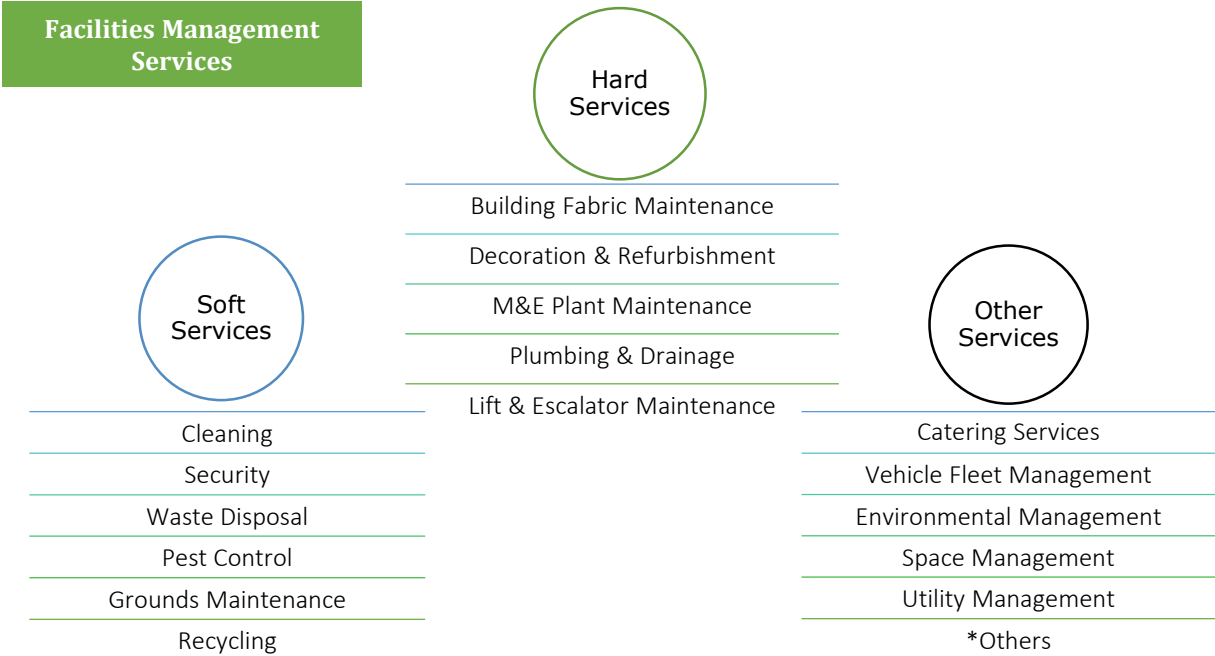 Facilities Management
Services
Hard
Services
Building Fabric Maintenance
Decoration & Refurbishment
M&E Plant Maintenance
Plumbing & Drainage
Lift & Escalator Maintenance
Soft
Services
Cleaning
Security
Waste Disposal
Pest Control
Grounds Maintenance
Recycling
Other
Services
Catering Services
Vehicle Fleet Management
Environmental Management
Space Management
Utility Management
*Others